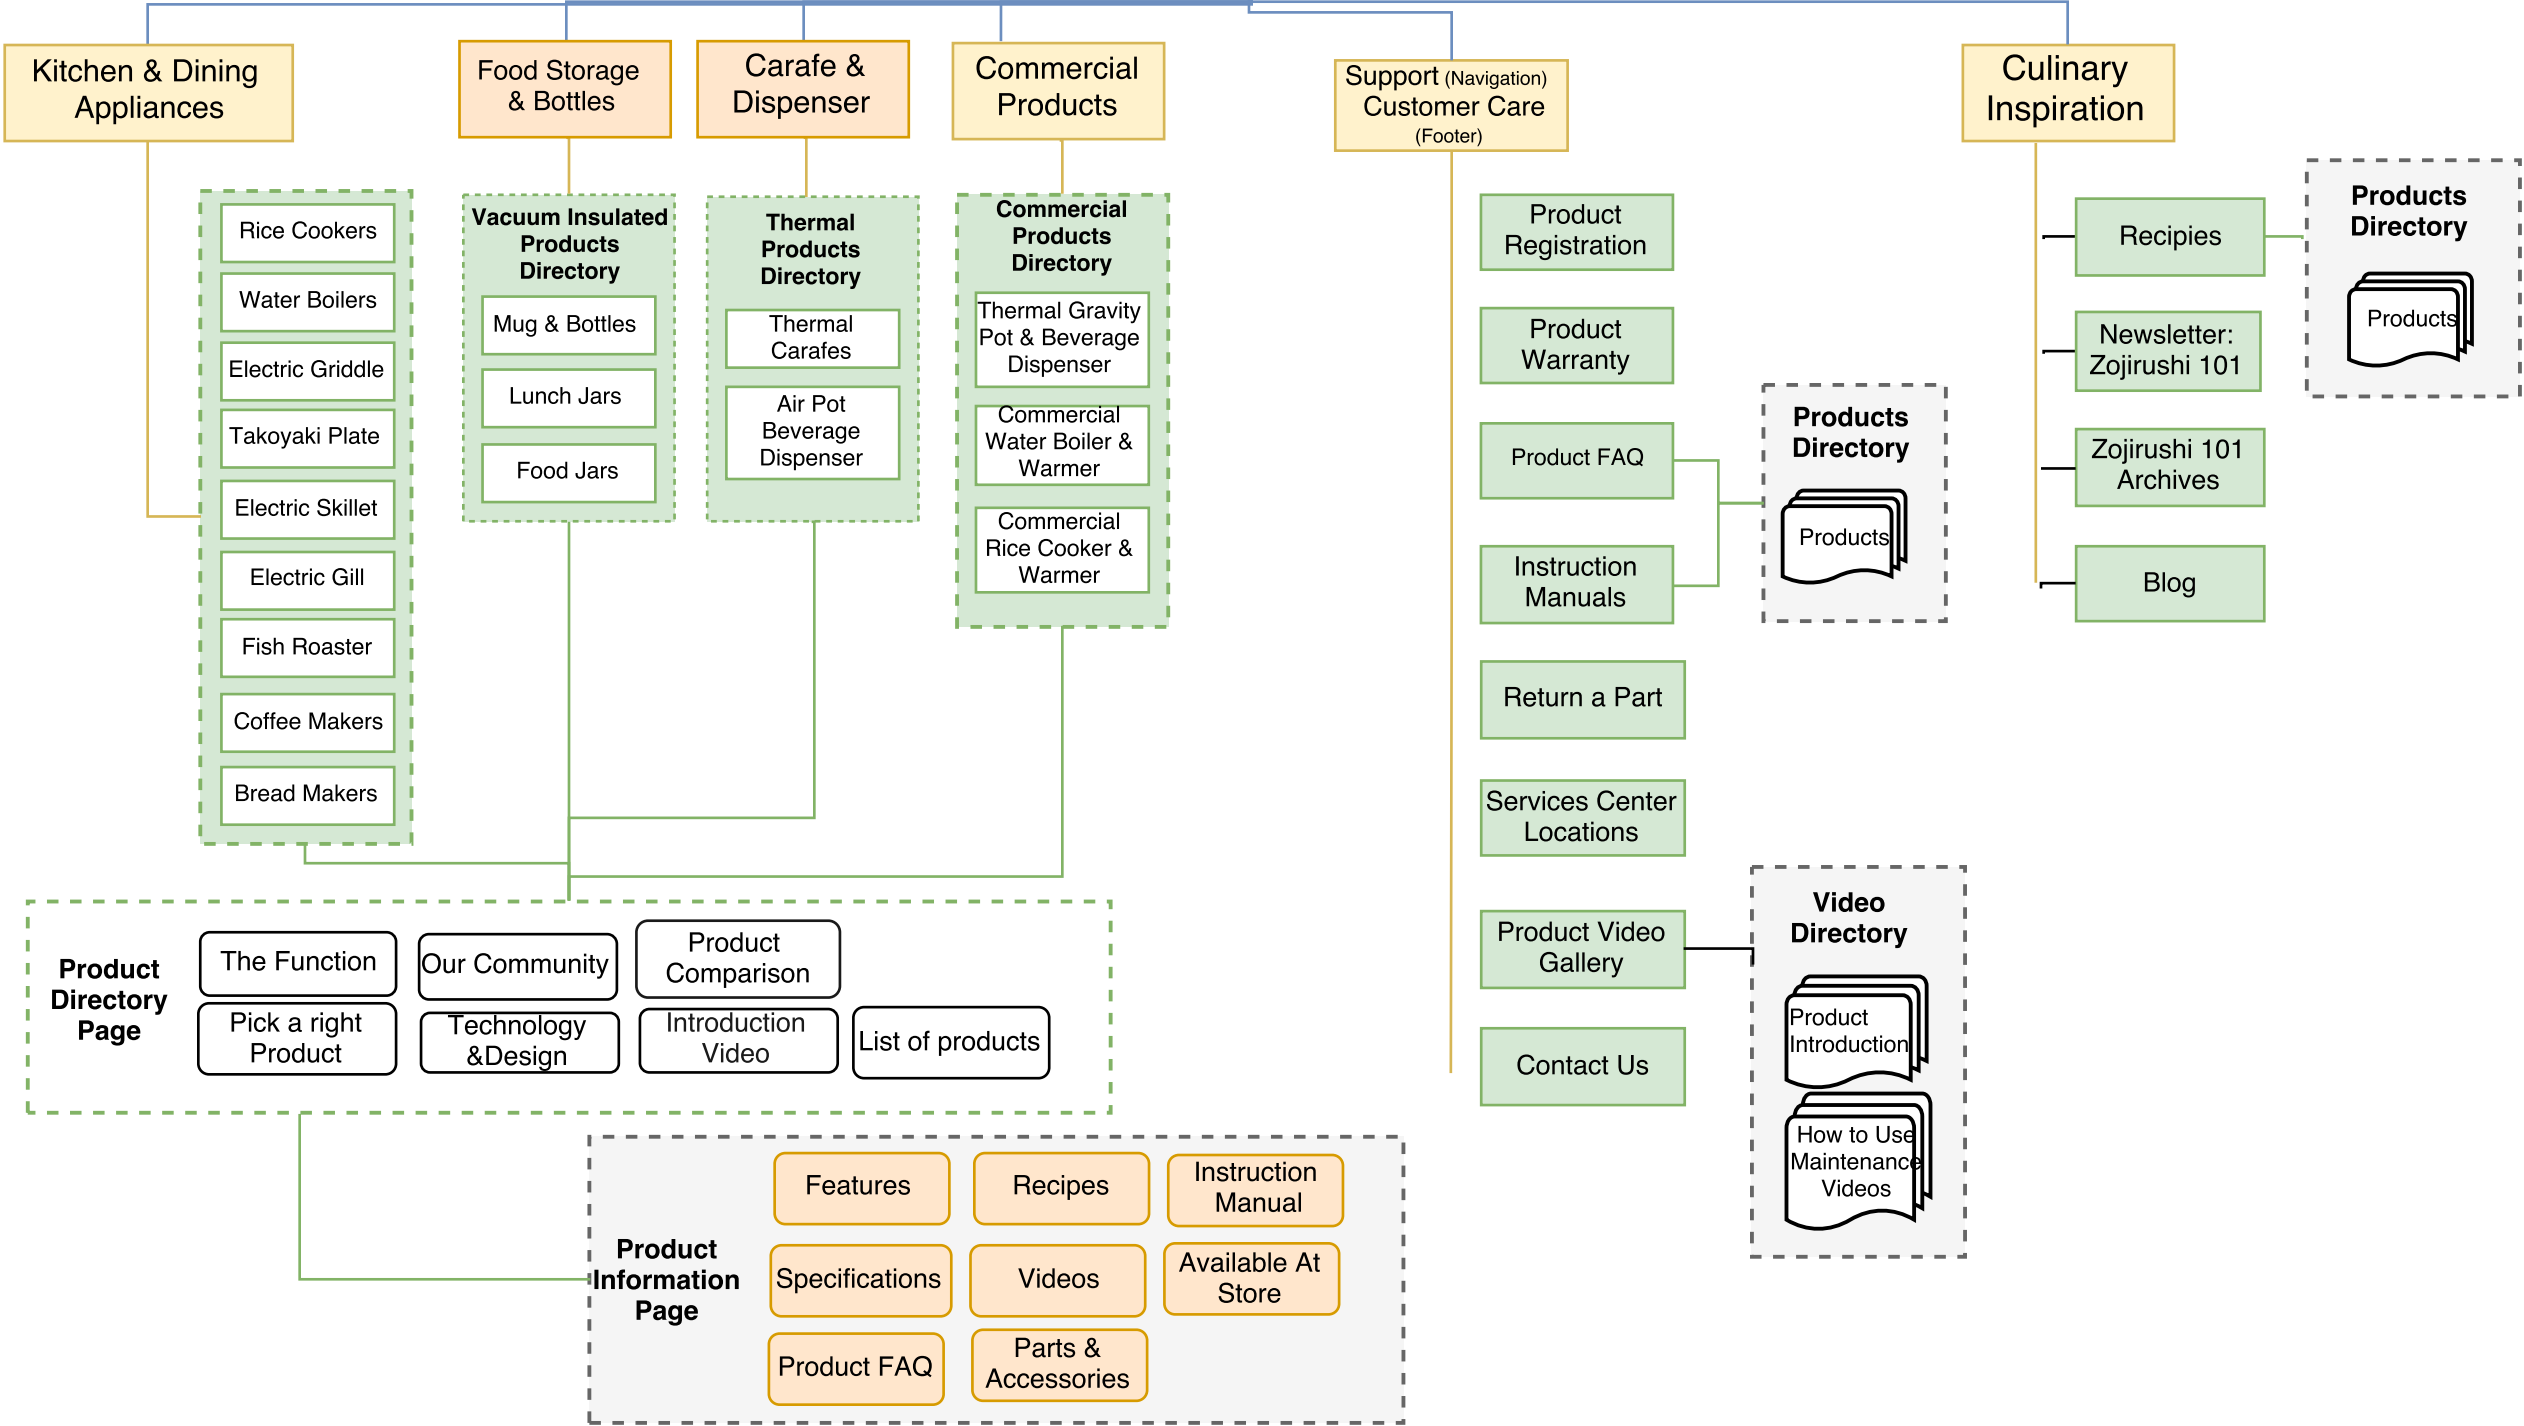 Kitchen & Dining
Appliances
Food Storage
& Bottles
Carafe &
Dispenser
Commercial
Products
Support (Navigation)
Customer Care
(Footer)
Culinary
Inspiration
Rice Cookers
Water Boilers
Electric Griddle
Takoyaki Plate
Electric Skillet
Electric Gill
Fish Roaster
Coffee Makers
Bread Makers
Vacuum Insulated
Products
Directory
Mug & Bottles
Lunch Jars
Food Jars
Thermal
Products
Directory
Thermal
Carafes
Air Pot
Beverage
Dispenser
Commercial
Products
Directory
Thermal Gravity
Pot & Beverage
Dispenser
Commercial
Water Boiler &
Warmer
Commercial
Rice Cooker &
Warmer
Product
Registration
Product
Warranty
Product FAQ
Instruction
Manuals
Return a Part
Services Center
Locations
Product Video
Gallery
Contact Us
Products
Directory
Products
Video
Directory
Product
Introduction
How to Use
Maintenance
Videos
Recipies
Newsletter:
Zojirushi 101
Zojirushi 101
Archives
Blog
Products
Directory
Products
Product
Directory
Page
The Function
Our Community
Product
Comparison
Pick a right
Product
Technology
&Design
Introduction
Video
List of products
Product
Information
Page
Features
Recipes
Instruction
Manual
Specifications
Videos
Available At
Store
Product FAQ
Parts &
Accessories